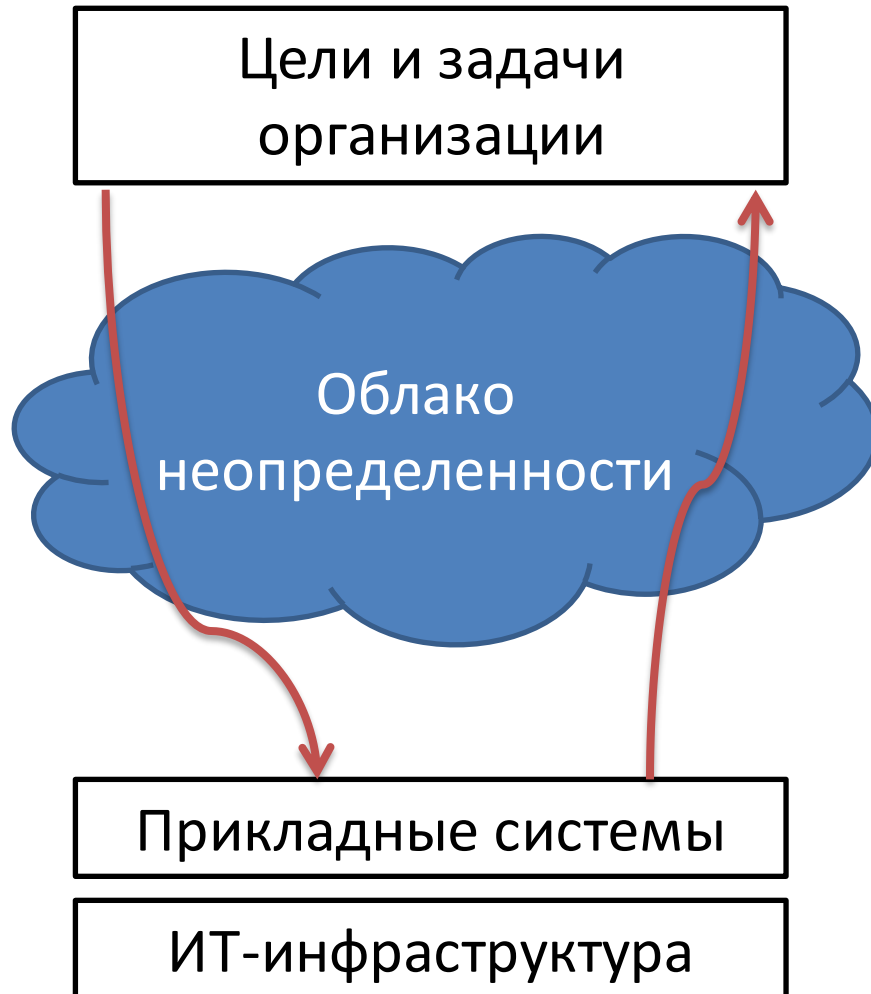 Цели и задачи
организации
Облако
неопределенности
Прикладные системы
ИТ-инфраструктура